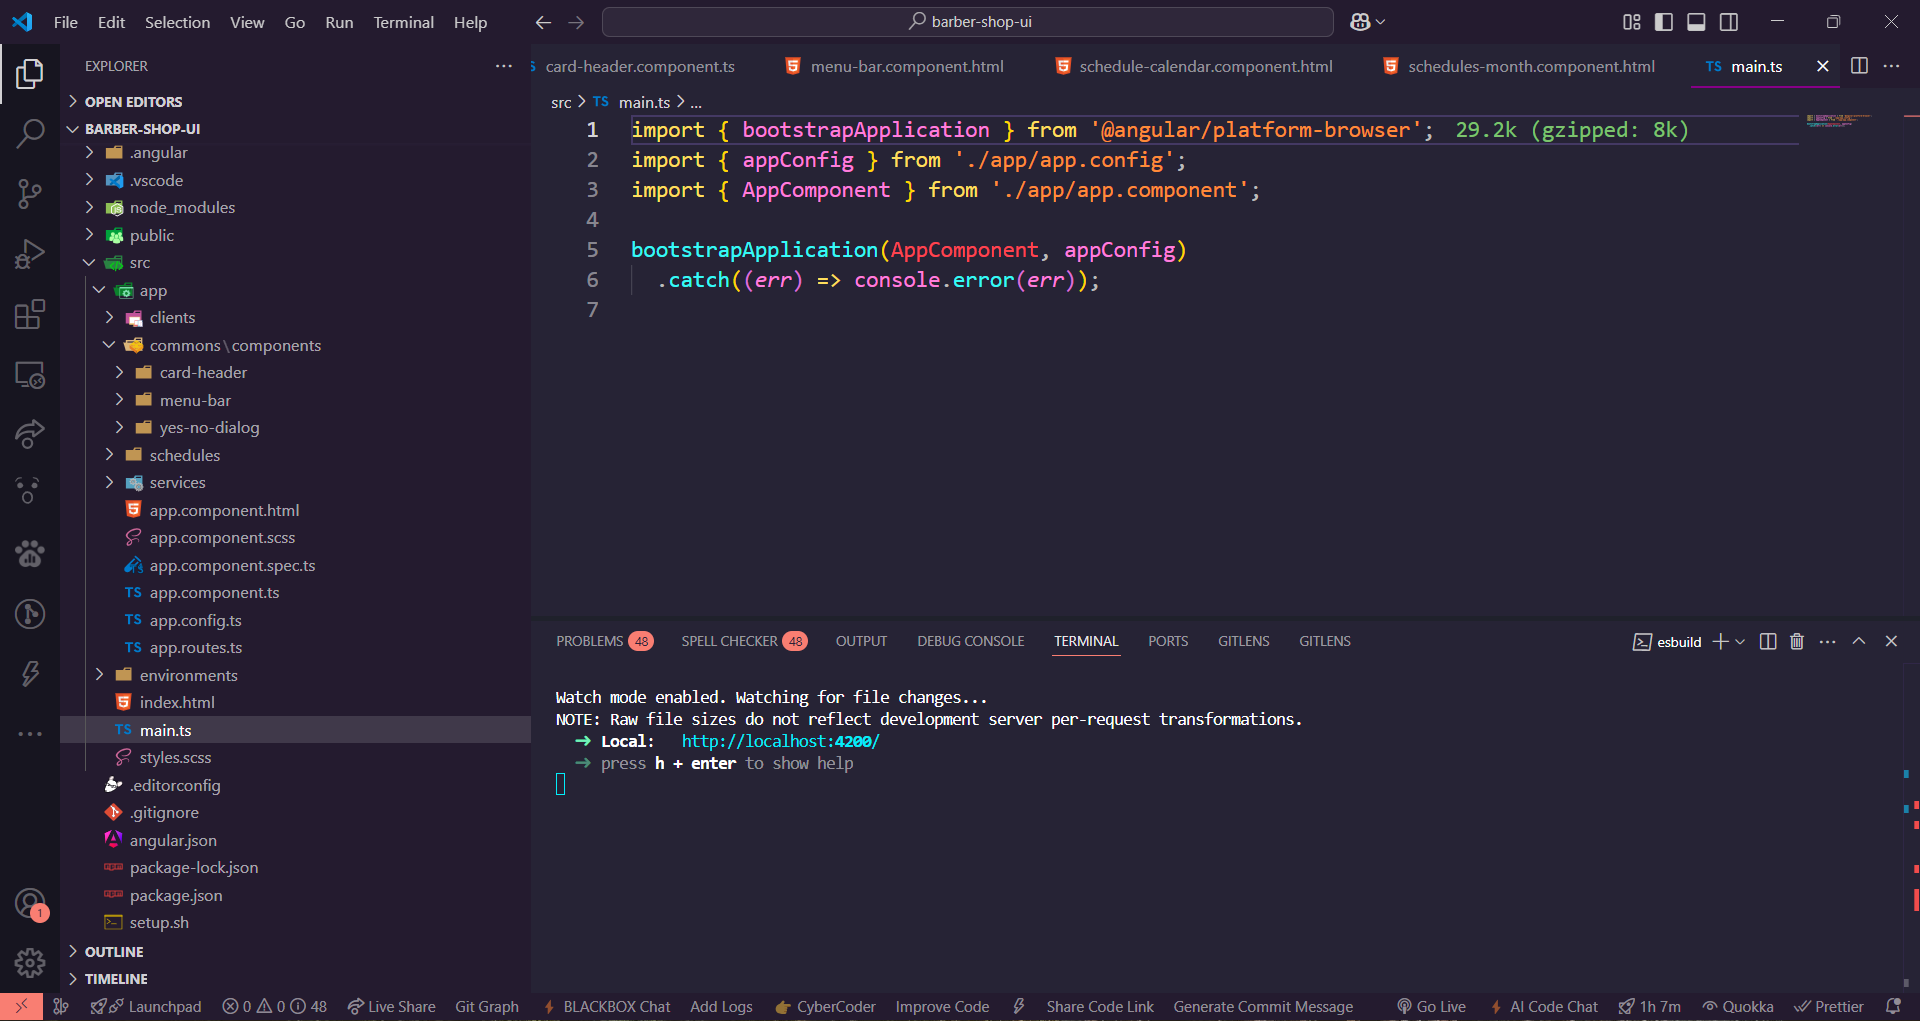 File Edit Selection View Go Run Terminal Help
barber-shop-ui
EXPLORER
OPEN EDITORS
BARBER-SHOP-UI
.angular
.vscode
node_modules
public
src
app
clients
commons\components
card-header
menu-bar
yes-no-dialog
schedules
services
app.component.html
app.component.scss
app.component.spec.ts
TS app.component.ts
TS app.config.ts
TS app.routes.ts
environments
index.html
TS main.ts
styles.scss
.editorconfig
.gitignore
angular.json
package-lock.json
package.json
setup.sh
OUTLINE
TIMELINE
1
card-header.component.ts menu-bar.component.html schedule-calendar.component.html schedules-month.component.html TS main.ts
src > TS main.ts > ...
1 import { bootstrapApplication } from '@angular/platform-browser'; 29.2k (gzipped: 8k)
2 import { appConfig } from './app/app.config';
3 import { AppComponent } from './app/app.component';
4
5 bootstrapApplication(AppComponent, appConfig)
6 .catch((err) => console.error(err));
7
PROBLEMS 48 SPELL CHECKER 48 OUTPUT DEBUG CONSOLE TERMINAL PORTS GITLENS GITLENS esbuild
Watch mode enabled. Watching for file changes...
NOTE: Raw file sizes do not reflect development server per-request transformations.
➜ Local: http://localhost:4200/
➜ press h + enter to show help
Launchpad 0 0 48 Live Share Git Graph BLACKBOX Chat Add Logs CyberCoder Improve Code Share Code Link Generate Commit Message Go Live AI Code Chat 1h 7m Quokka Prettier